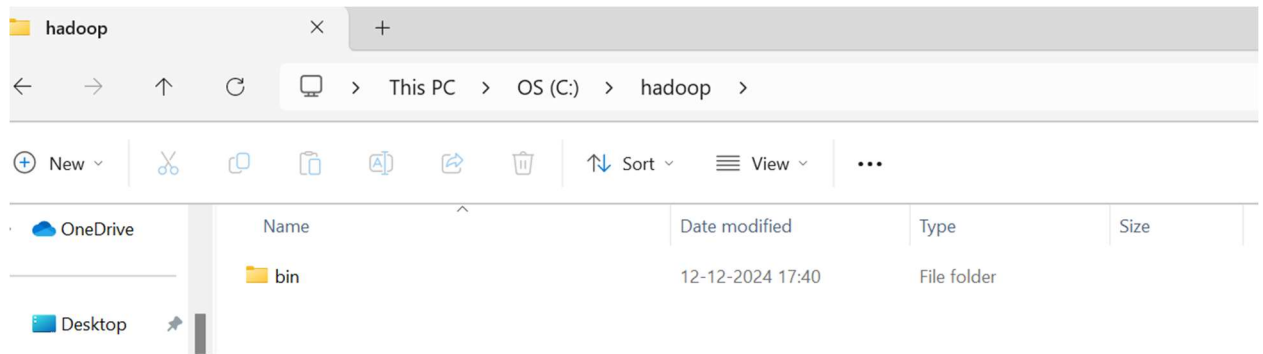 hadoop
This PC > OS (C:) > hadoop >
New Sort View
Name Date modified Type Size
OneDrive
bin 12-12-2024 17:40 File folder
Desktop